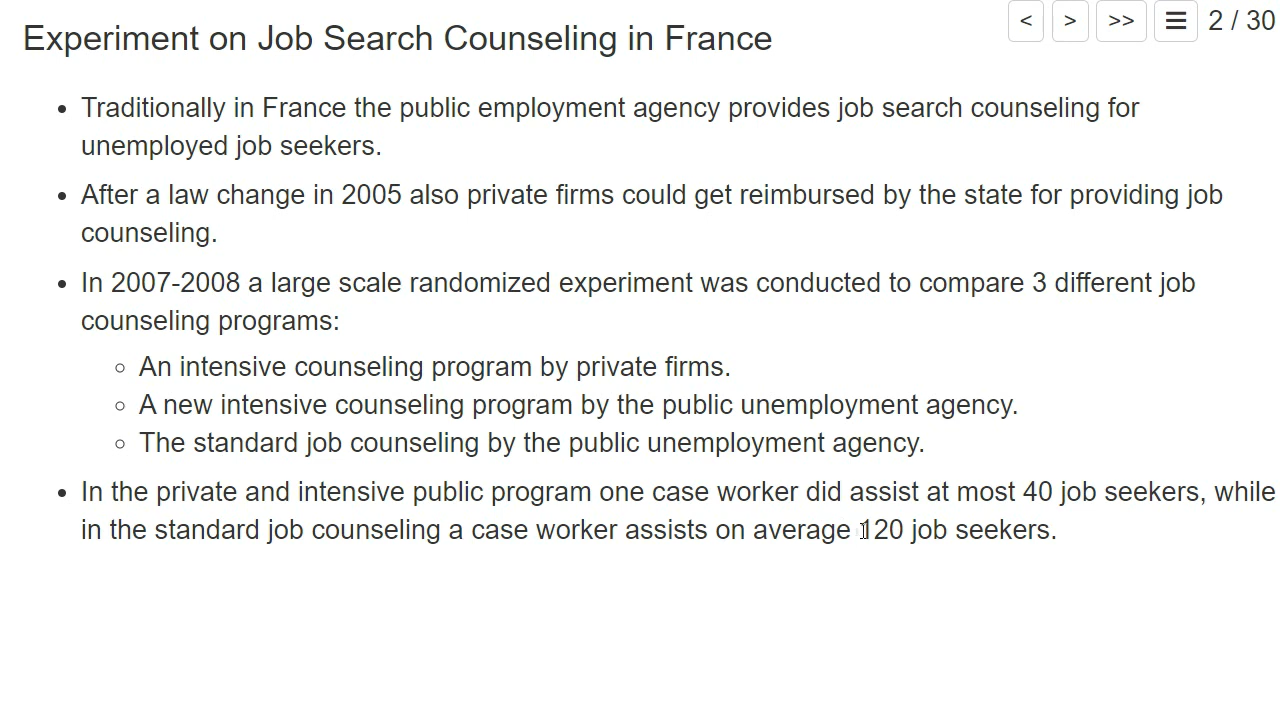 Experiment on Job Search Counseling in France
< > >> ☰ 2 / 30
• Traditionally in France the public employment agency provides job search counseling for
unemployed job seekers.
• After a law change in 2005 also private firms could get reimbursed by the state for providing job
counseling.
• In 2007-2008 a large scale randomized experiment was conducted to compare 3 different job
counseling programs:
○ An intensive counseling program by private firms.
○ A new intensive counseling program by the public unemployment agency.
○ The standard job counseling by the public unemployment agency.
• In the private and intensive public program one case worker did assist at most 40 job seekers, while
in the standard job counseling a case worker assists on average 120 job seekers.